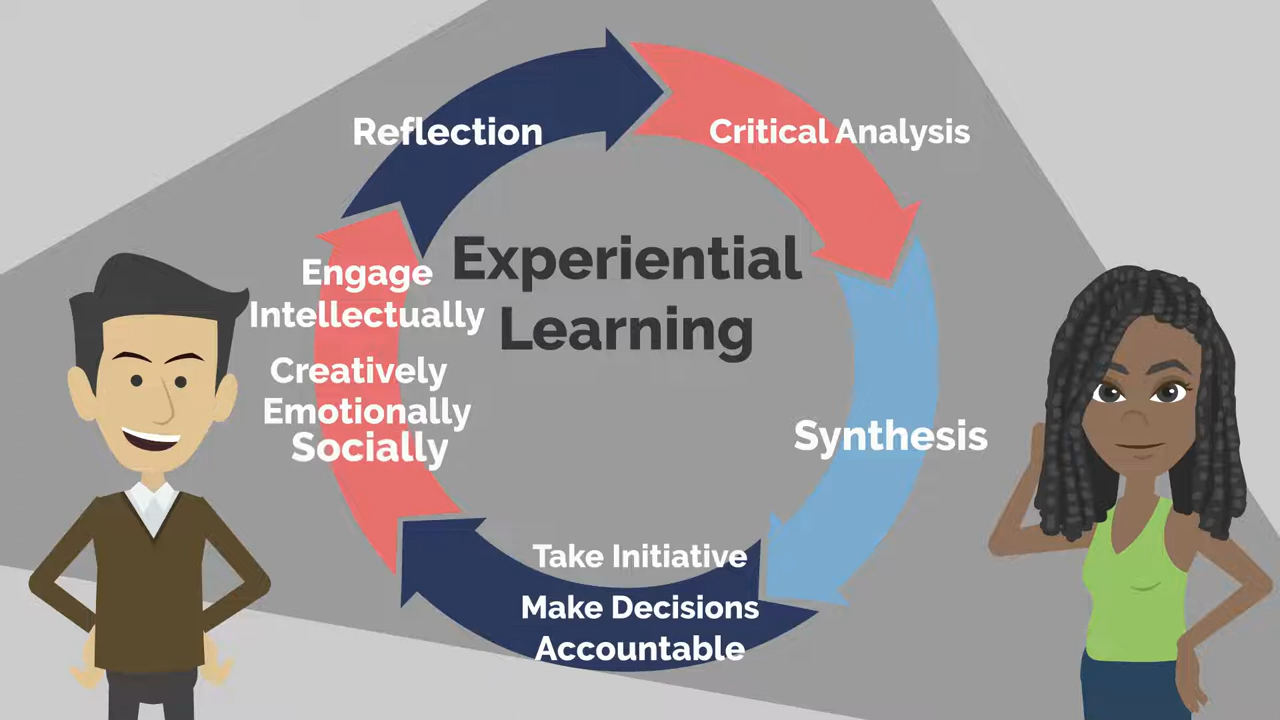 Reflection
Critical Analysis
Experiential
Learning
Engage
Intellectually
Creatively
Emotionally
Socially
Synthesis
Take Initiative
Make Decisions
Accountable